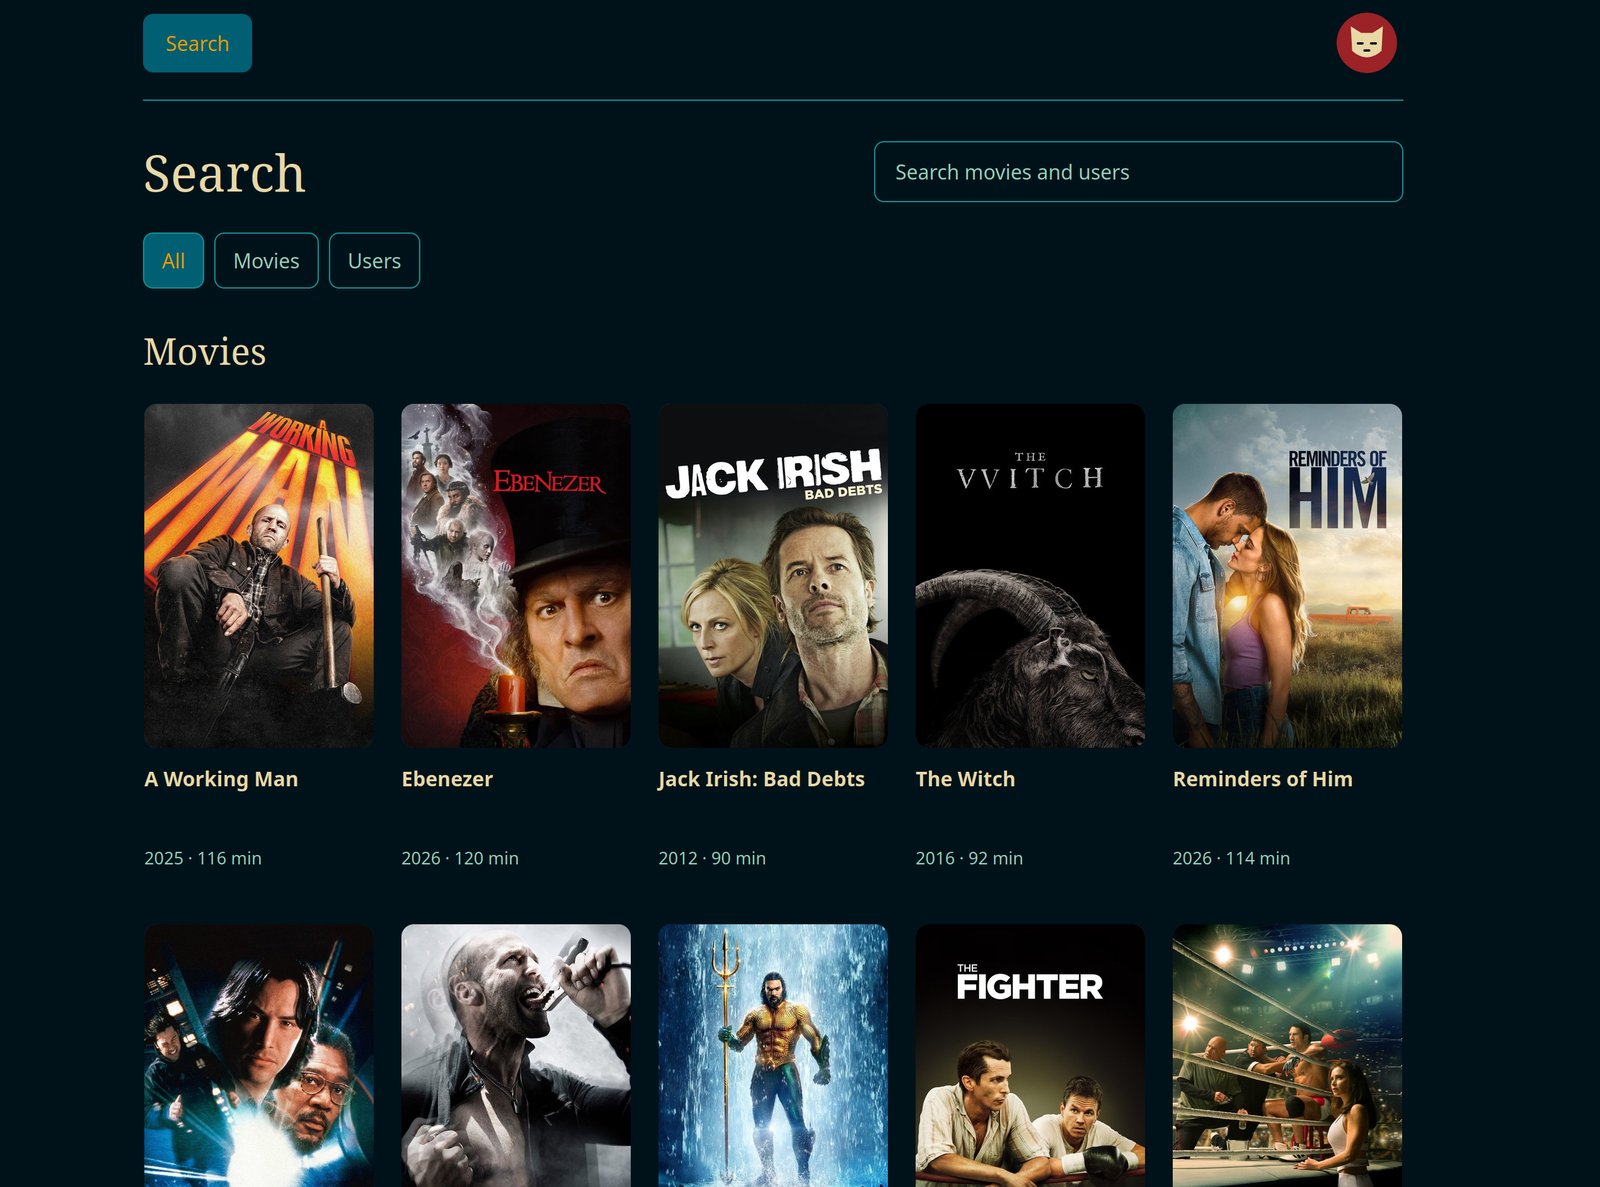 Search
Search
Search movies and users
All
Movies
Users
Movies
A
WORKING
MAN
EBENEZER
JACK IRISH
BAD DEBTS
THE
VVITCH
REMINDERS OF
HIM
A Working Man
Ebenezer
Jack Irish: Bad Debts
The Witch
Reminders of Him
2025 · 116 min
2026 · 120 min
2012 · 90 min
2016 · 92 min
2026 · 114 min
THE
FIGHTER